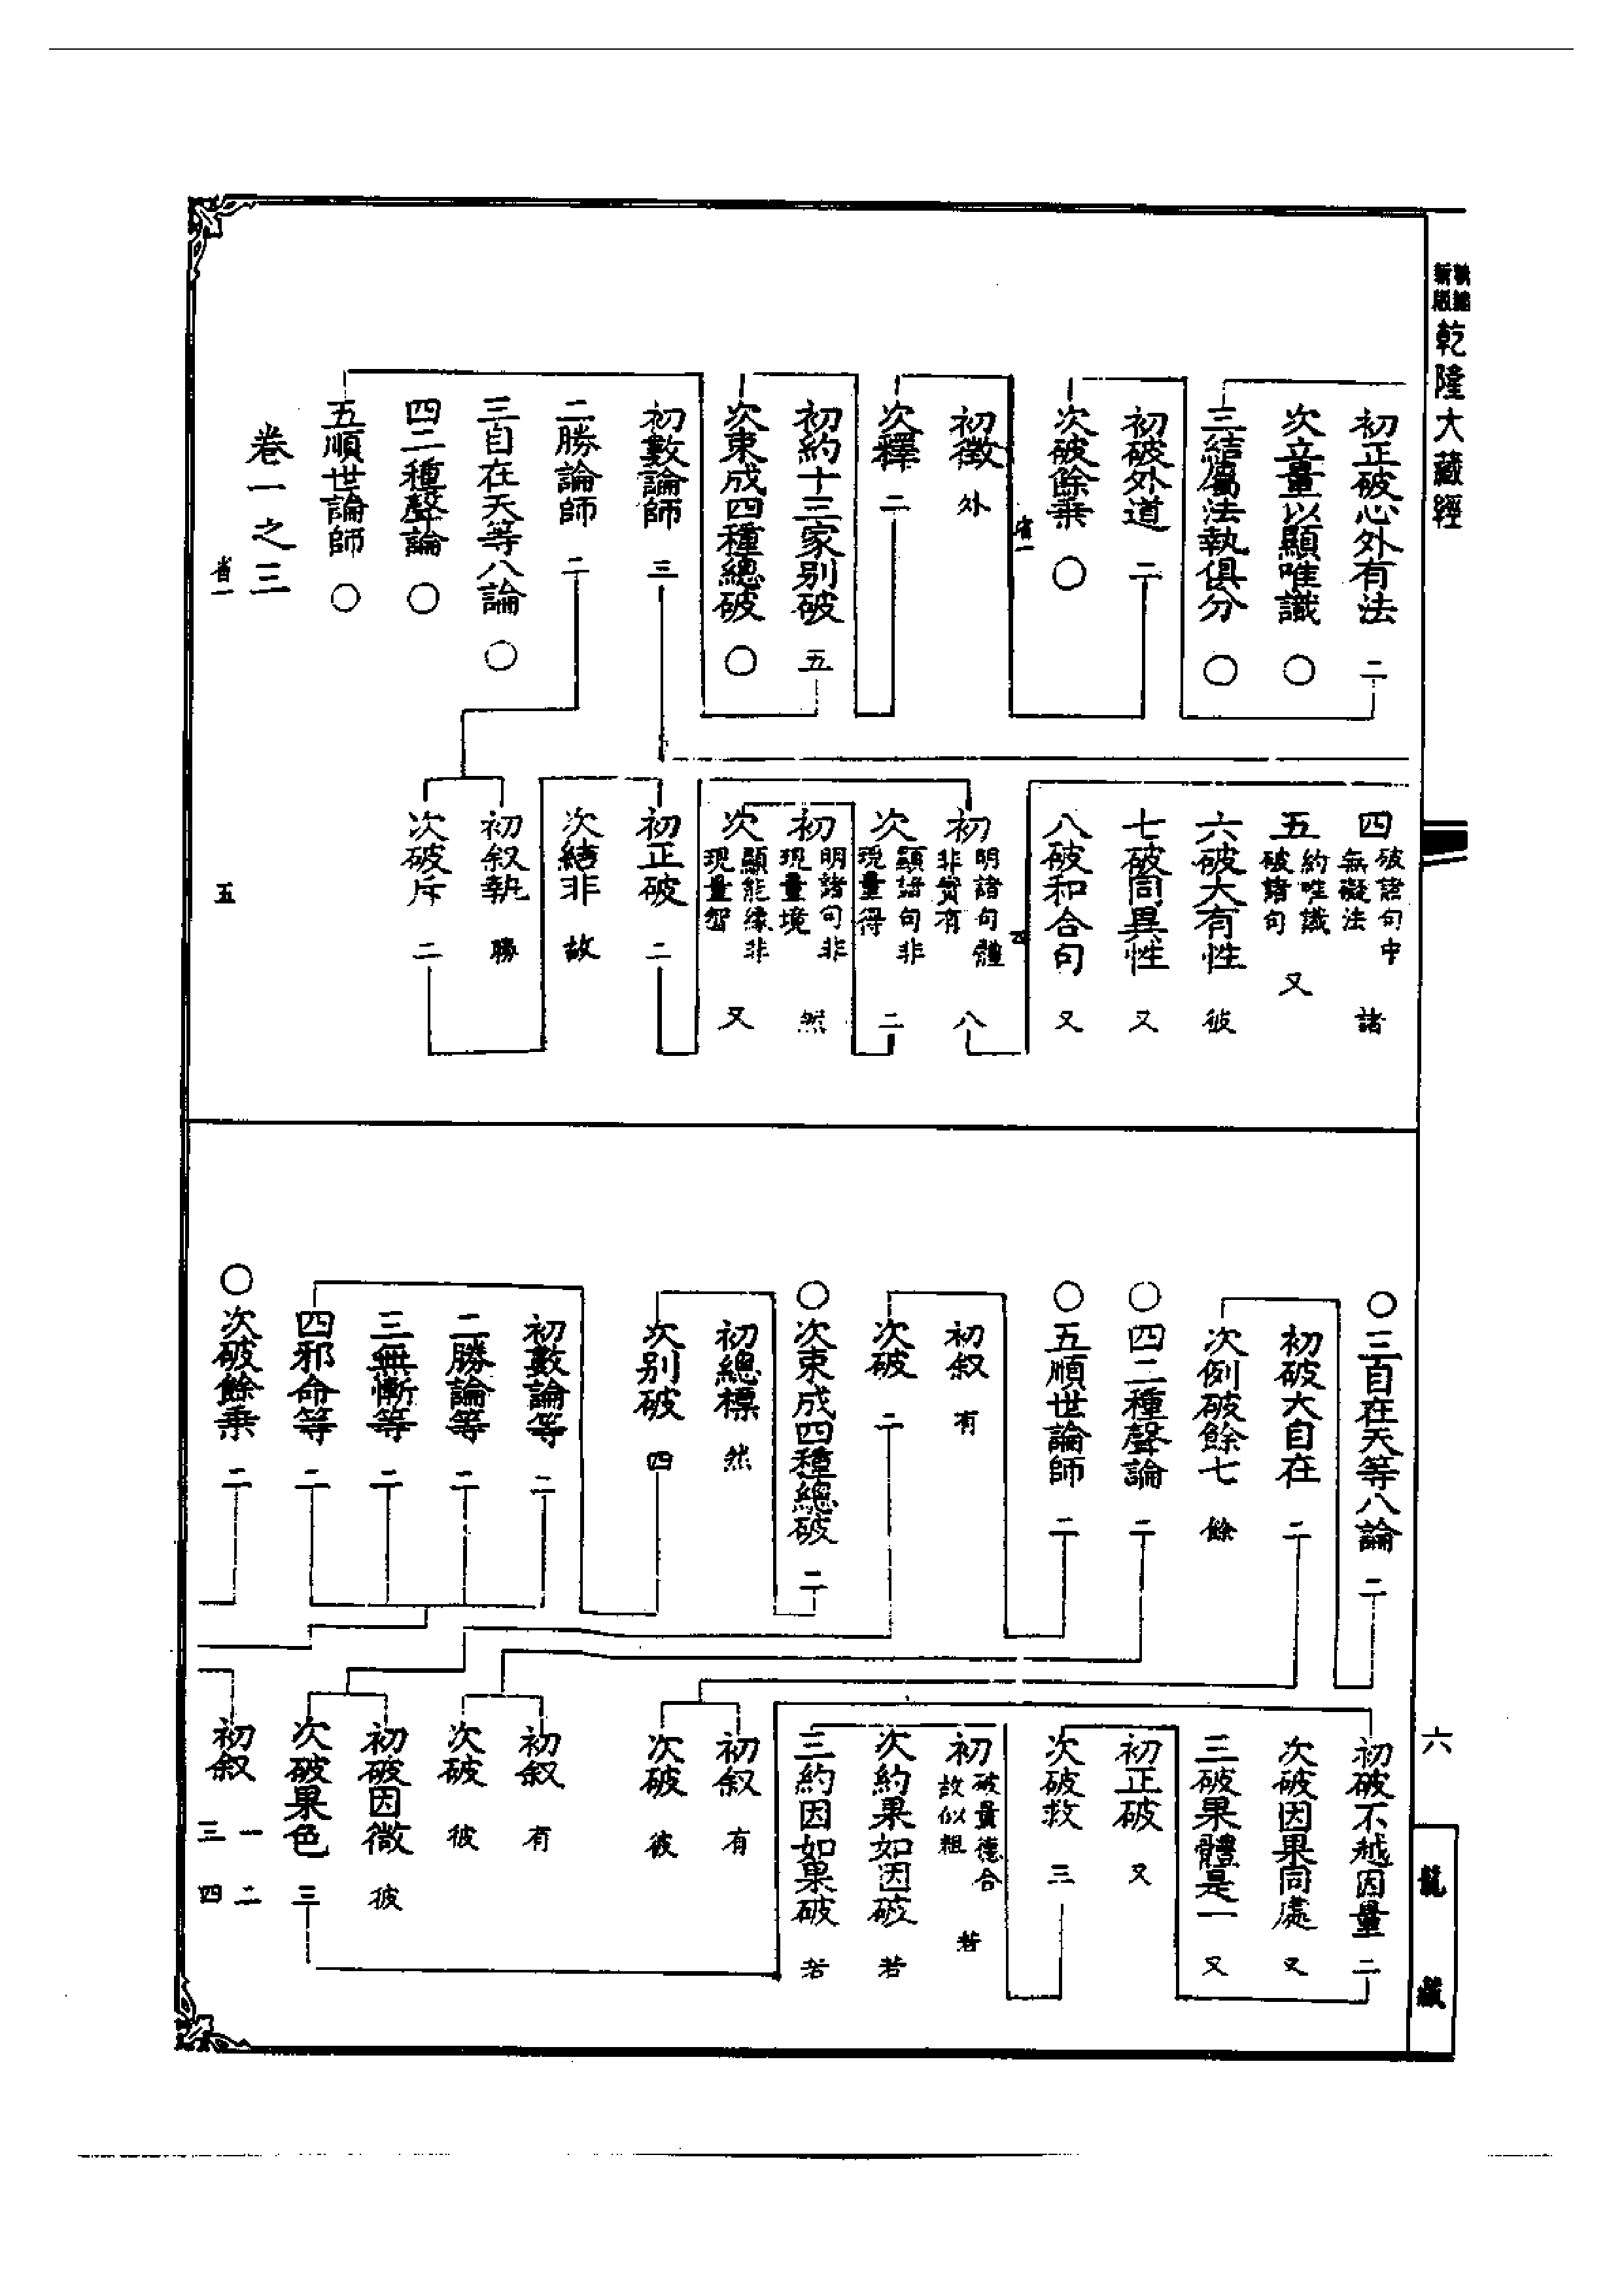 新版
乾隆大藏經
初正破心外有法 二
次立量以顯唯識 ○
三結屬法執俱分 ○
初破外道 二
次破餘乘 ○
省一
初徵 外
次釋 二
初約十三家別破 五
次束成四種總破 ○
初數論師 三
二勝論師 二
三自在天等八論 ○
四二種聲論 ○
五順世論師 ○
卷一之三
省一
四 破諸句中無礙法 諸
五 約唯識破諸句 又
六破大有性 彼
七破同異性 又
八破和合句 又
四
初 明諸句體非實有 八
次 顯諸句非現量得 二
初 明諸句非現量境 然
次 顯能緣非現量智 又
初正破 二
次結非 故
初叙執 勝
次破斥 二
五
○三自在天等八論 二
初破大自在 二
次例破餘七 餘
○四二種聲論 二
○五順世論師 二
初叙 有
次破 二
○次束成四種總破 二
初總標 然
次別破 四
初數論等 二
二勝論等 二
三無慚等 二
四邪命等 二
○次破餘乘 二
六
初破不越因量 二
次破因果同處 又
三破果體是一 又
初正破 又
次破救 三
初 破量德合故似粗 若
次約果如因破 若
三約因如果破 若
初叙 有
次破 彼
初叙 有
次破 彼
初破因微 彼
次破果色 三
初叙 一 二 三 四
龍藏